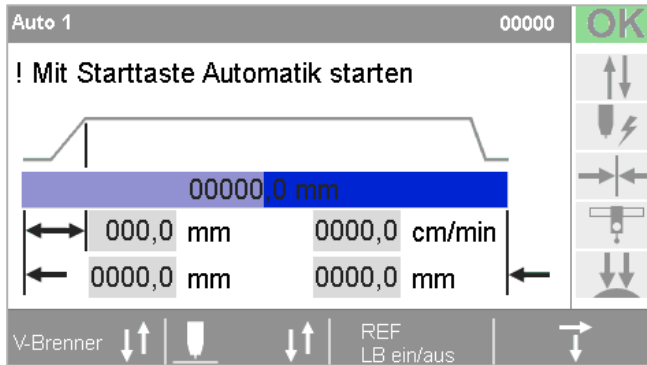 Auto 1 00000 OK
! Mit Starttaste Automatik starten
00000,0 mm
000,0 mm 0000,0 cm/min
0000,0 mm 0000,0 mm
V-Brenner REF
LB ein/aus